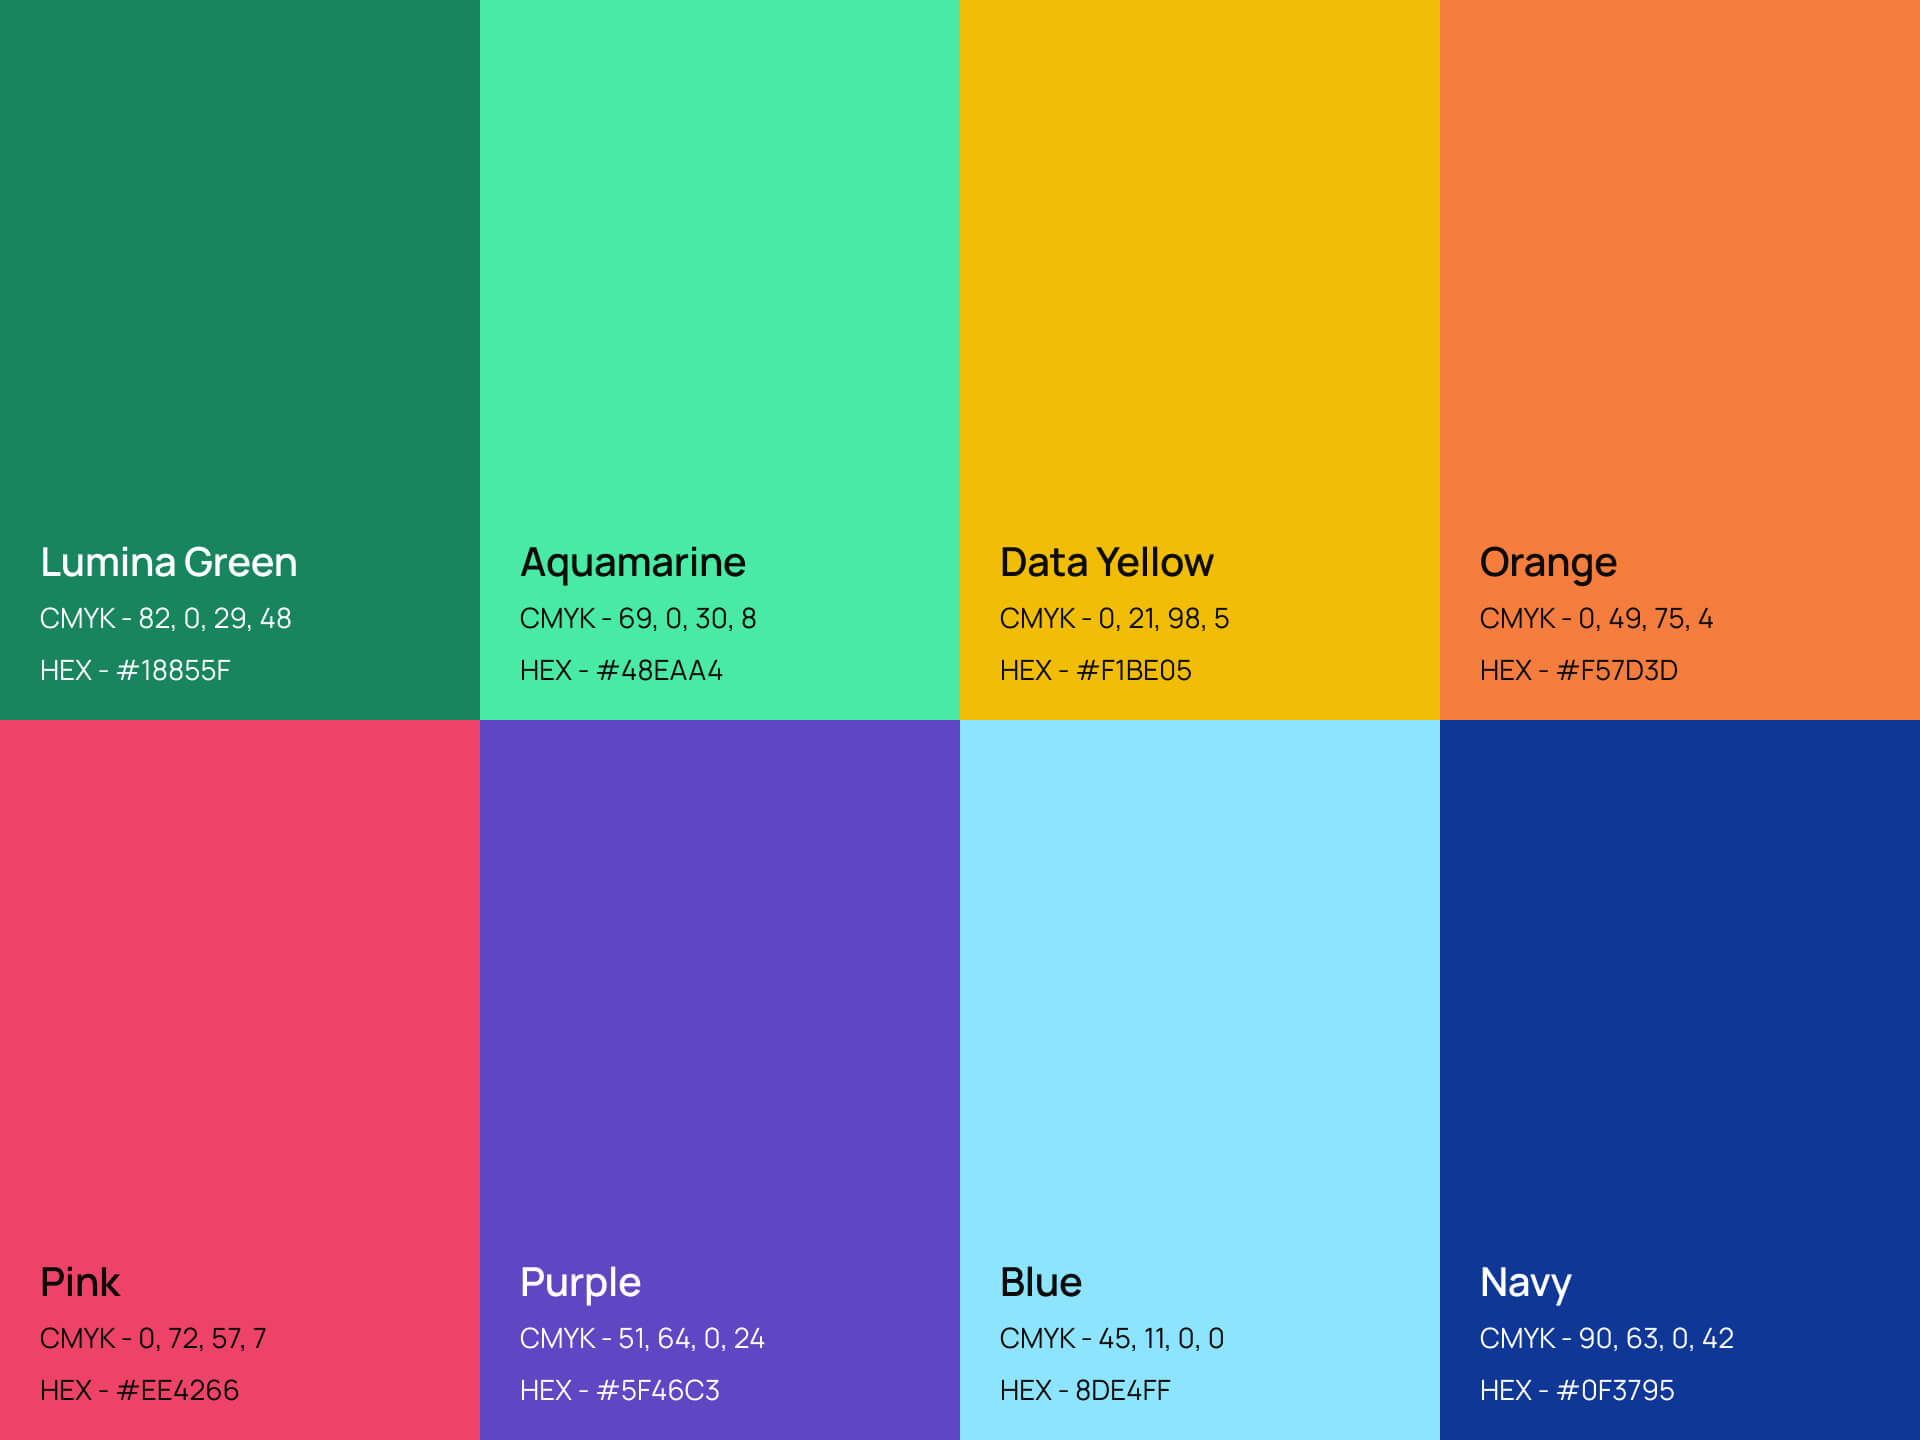 Lumina Green
CMYK - 82, 0, 29, 48
HEX - #18855F
Aquamarine
CMYK - 69, 0, 30, 8
HEX - #48EAA4
Data Yellow
CMYK - 0, 21, 98, 5
HEX - #F1BE05
Orange
CMYK - 0, 49, 75, 4
HEX - #F57D3D
Pink
CMYK - 0, 72, 57, 7
HEX - #EE4266
Purple
CMYK - 51, 64, 0, 24
HEX - #5F46C3
Blue
CMYK - 45, 11, 0, 0
HEX - 8DE4FF
Navy
CMYK - 90, 63, 0, 42
HEX - #0F3795